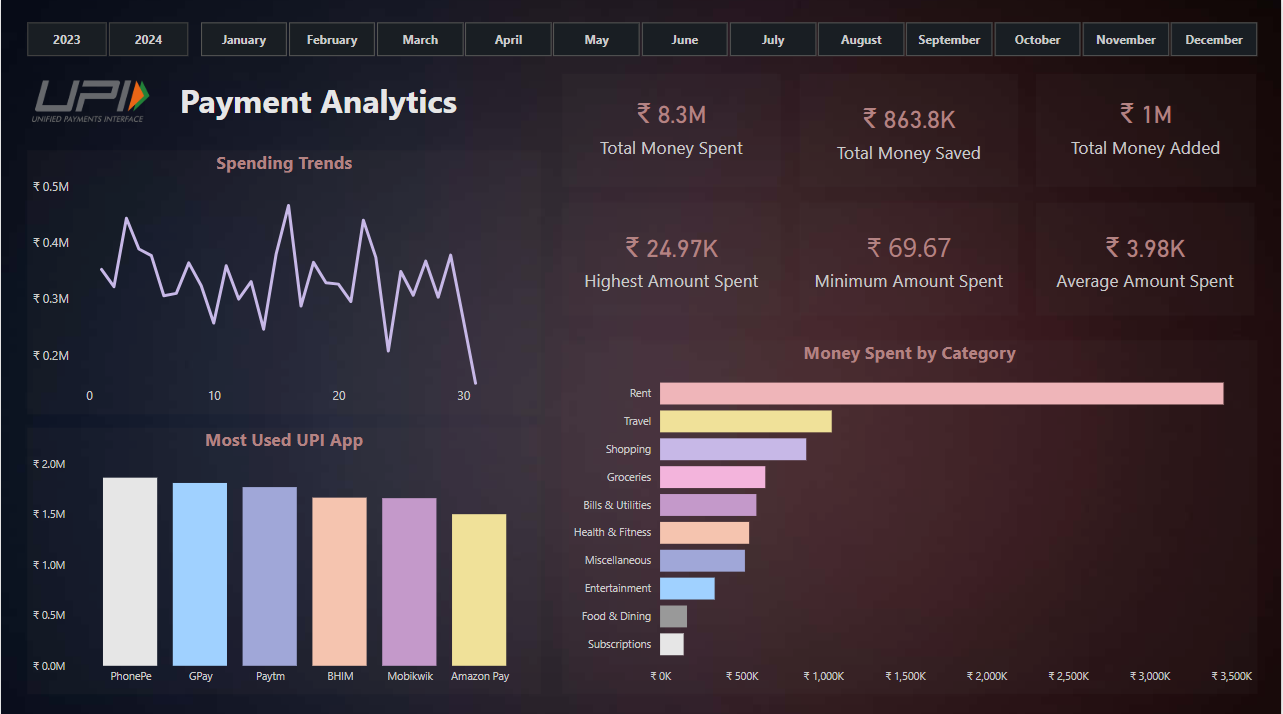 2023 2024 January February March April May June July August September October November December
UPI
UNIFIED PAYMENTS INTERFACE
Payment Analytics
₹ 8.3M
Total Money Spent
₹ 863.8K
Total Money Saved
₹ 1M
Total Money Added
₹ 24.97K
Highest Amount Spent
₹ 69.67
Minimum Amount Spent
₹ 3.98K
Average Amount Spent
Spending Trends
₹ 0.5M
₹ 0.4M
₹ 0.3M
₹ 0.2M
0 10 20 30
Most Used UPI App
₹ 2.0M
₹ 1.5M
₹ 1.0M
₹ 0.5M
₹ 0.0M
PhonePe GPay Paytm BHIM Mobikwik Amazon Pay
Money Spent by Category
Rent
Travel
Shopping
Groceries
Bills & Utilities
Health & Fitness
Miscellaneous
Entertainment
Food & Dining
Subscriptions
₹ 0K ₹ 500K ₹ 1,000K ₹ 1,500K ₹ 2,000K ₹ 2,500K ₹ 3,000K ₹ 3,500K